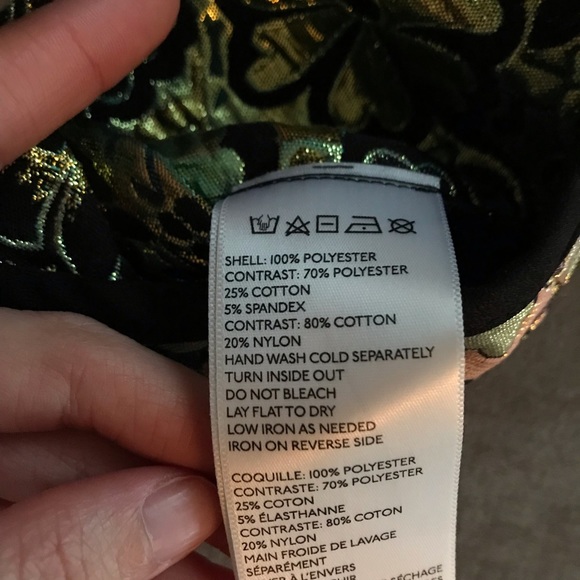 SHELL: 100% POLYESTER
CONTRAST: 70% POLYESTER
25% COTTON
5% SPANDEX
CONTRAST: 80% COTTON
20% NYLON
HAND WASH COLD SEPARATELY
TURN INSIDE OUT
DO NOT BLEACH
LAY FLAT TO DRY
LOW IRON AS NEEDED
IRON ON REVERSE SIDE
COQUILLE: 100% POLYESTER
CONTRASTE: 70% POLYESTER
25% COTON
5% ÉLASTHANNE
CONTRASTE: 80% COTON
20% NYLON
MAIN FROIDE DE LAVAGE
SÉPARÉMENT
À L'ENVERS
SÉCHAGE